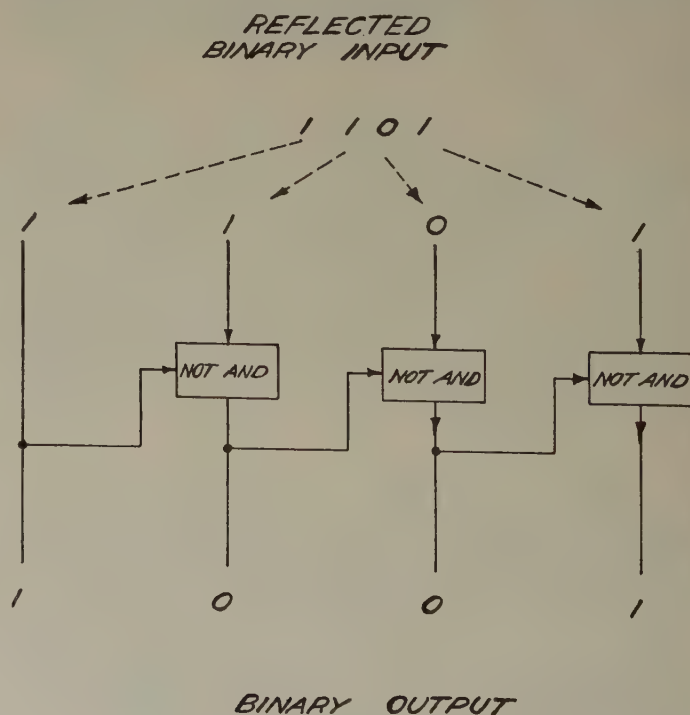 REFLECTED
BINARY INPUT
1 1 0 1
1 1 0 1
NOT AND NOT AND NOT AND
1 0 0 1
BINARY OUTPUT